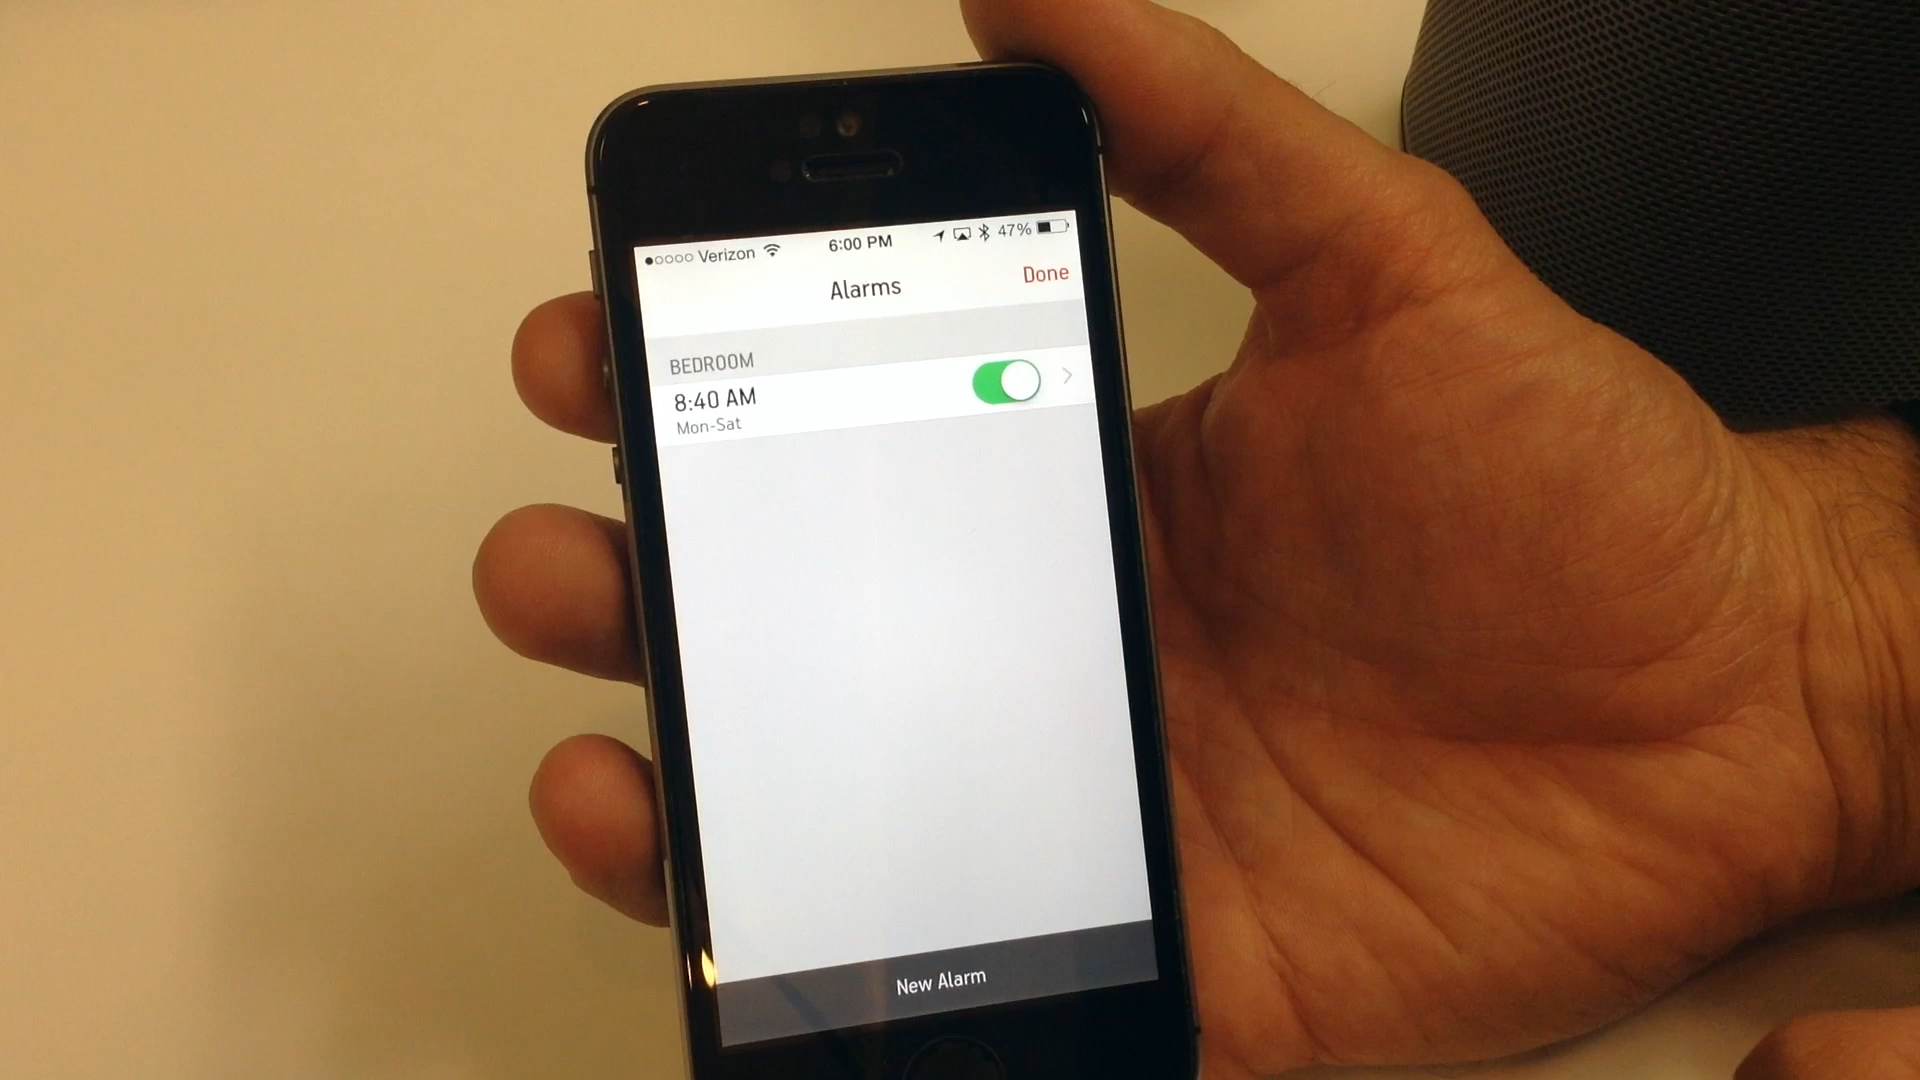 Verizon 6:00 PM 47%
Alarms Done
BEDROOM
8:40 AM
Mon-Sat
New Alarm